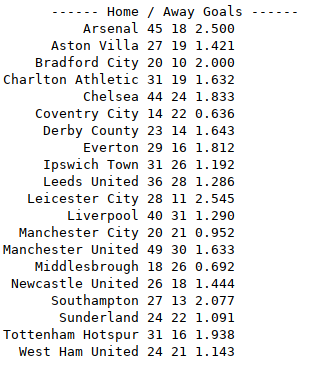 ------ Home / Away Goals ------
Arsenal 45 18 2.500
Aston Villa 27 19 1.421
Bradford City 20 10 2.000
Charlton Athletic 31 19 1.632
Chelsea 44 24 1.833
Coventry City 14 22 0.636
Derby County 23 14 1.643
Everton 29 16 1.812
Ipswich Town 31 26 1.192
Leeds United 36 28 1.286
Leicester City 28 11 2.545
Liverpool 40 31 1.290
Manchester City 20 21 0.952
Manchester United 49 30 1.633
Middlesbrough 18 26 0.692
Newcastle United 26 18 1.444
Southampton 27 13 2.077
Sunderland 24 22 1.091
Tottenham Hotspur 31 16 1.938
West Ham United 24 21 1.143